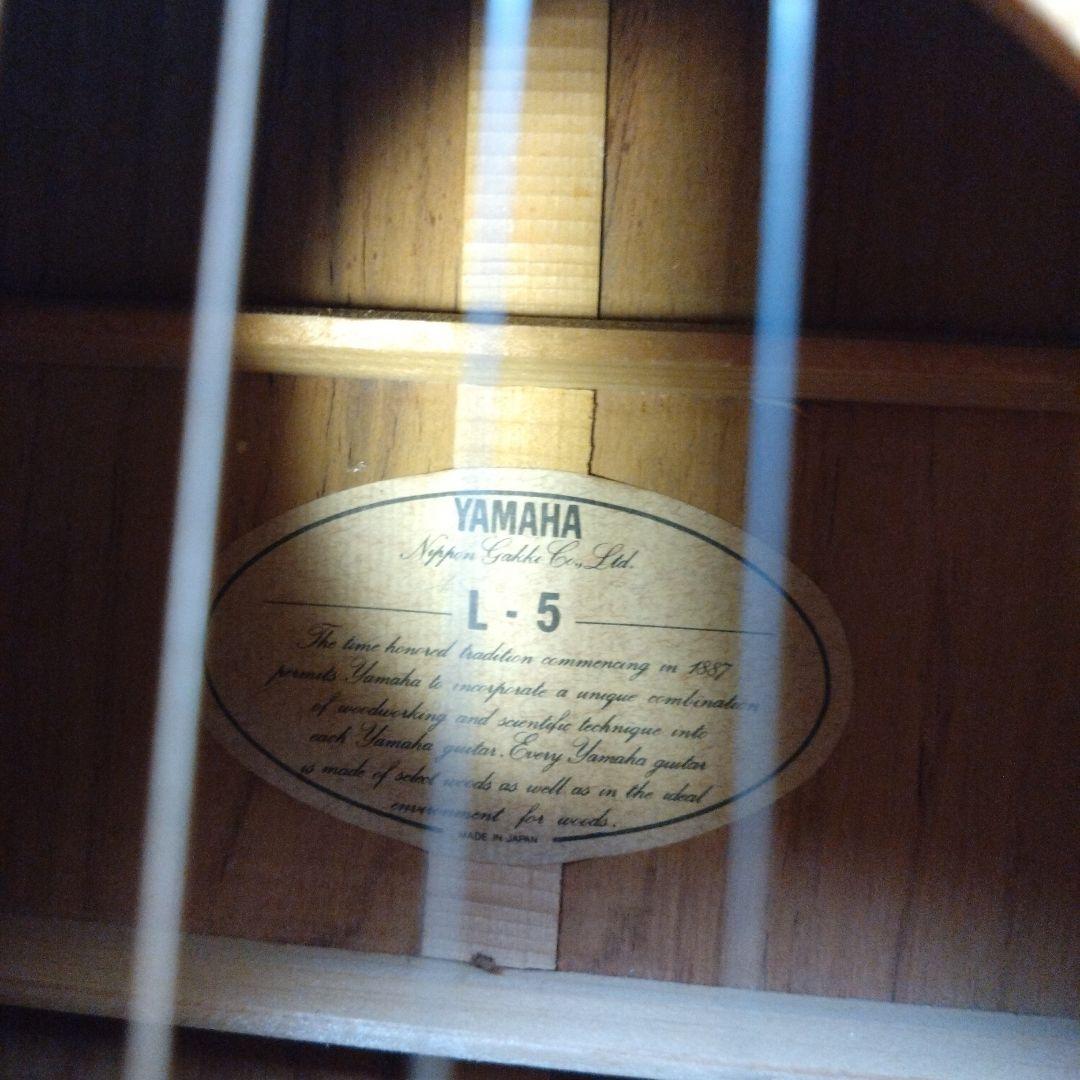 YAMAHA
Nippon Gakki Co., Ltd.
L - 5
The time honored tradition commencing in 1887
permits Yamaha to incorporate a unique combination
of woodworking and scientific technique into
each Yamaha guitar. Every Yamaha guitar
is made of select woods as well as in the ideal
environment for woods.
MADE IN JAPAN